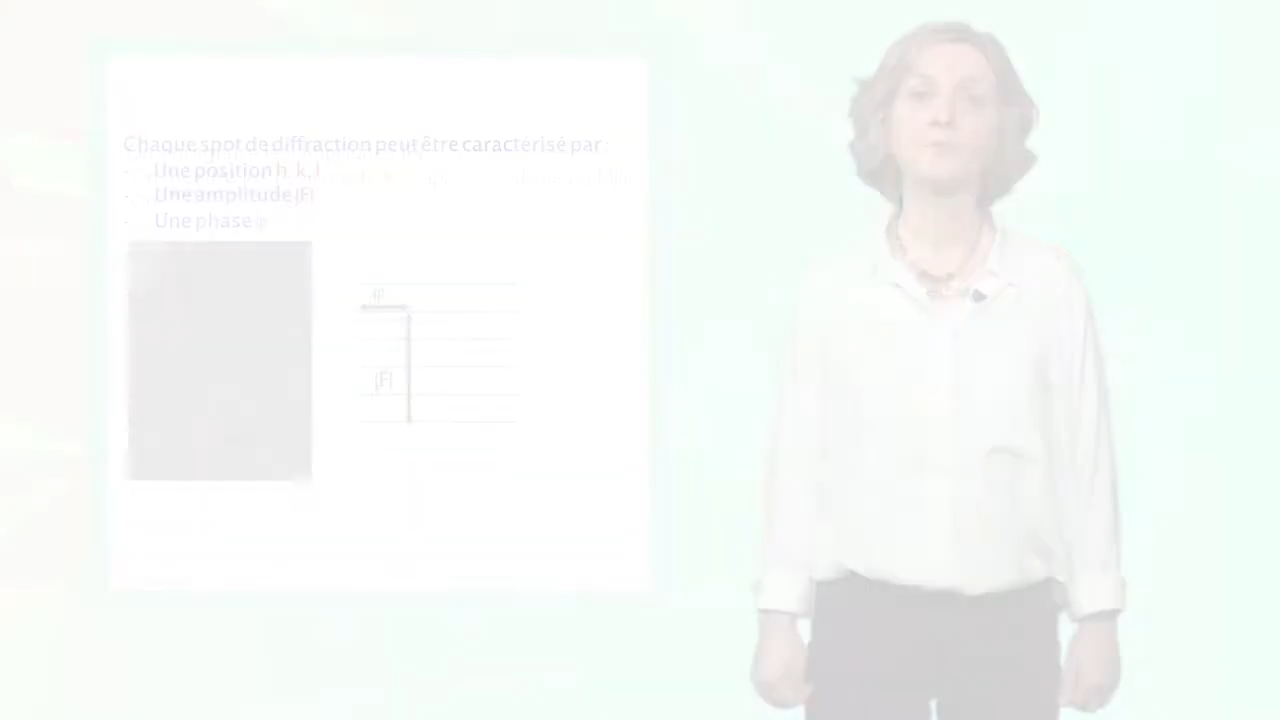 Chaque spot de diffraction peut être caractérisé par :
- Une position h, k, l
- Une amplitude |F|
- Une phase φ
φ
|F|